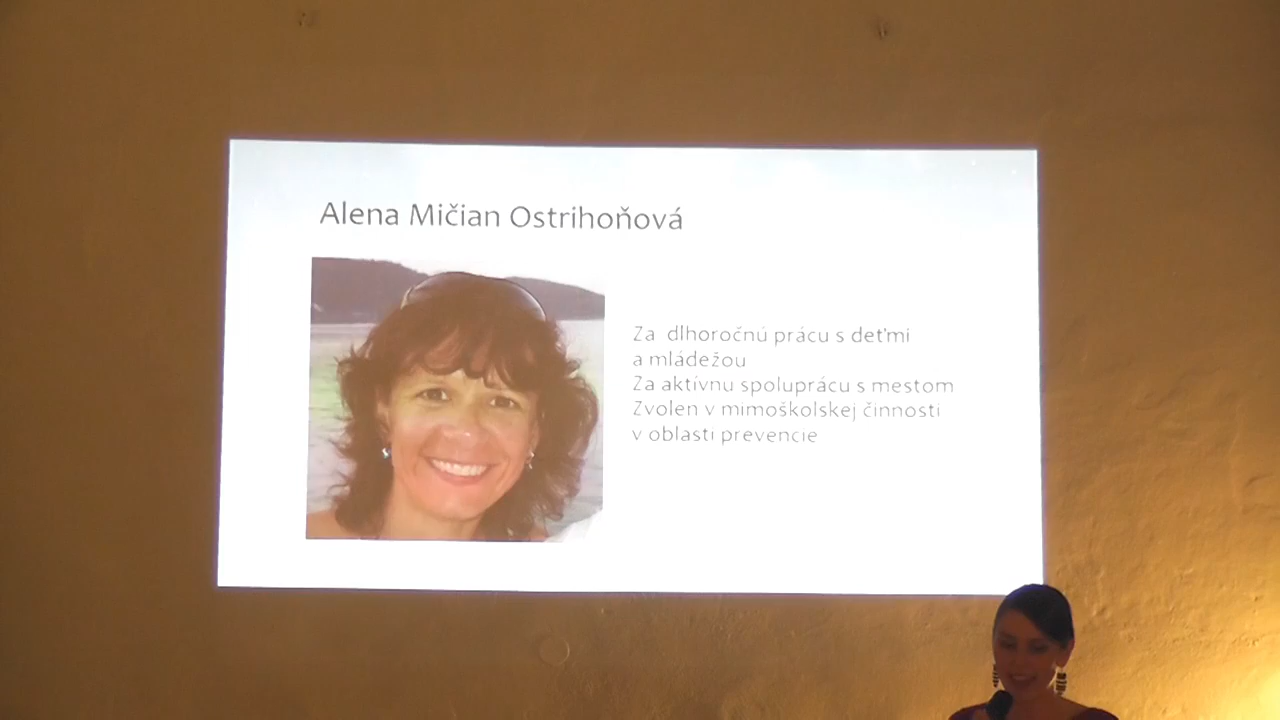 Alena Mičian Ostrihoňová
Za dlhoročnú prácu s deťmi
a mládežou
Za aktívnu spoluprácu s mestom
Zvolen v mimoškolskej činnosti
v oblasti prevencie